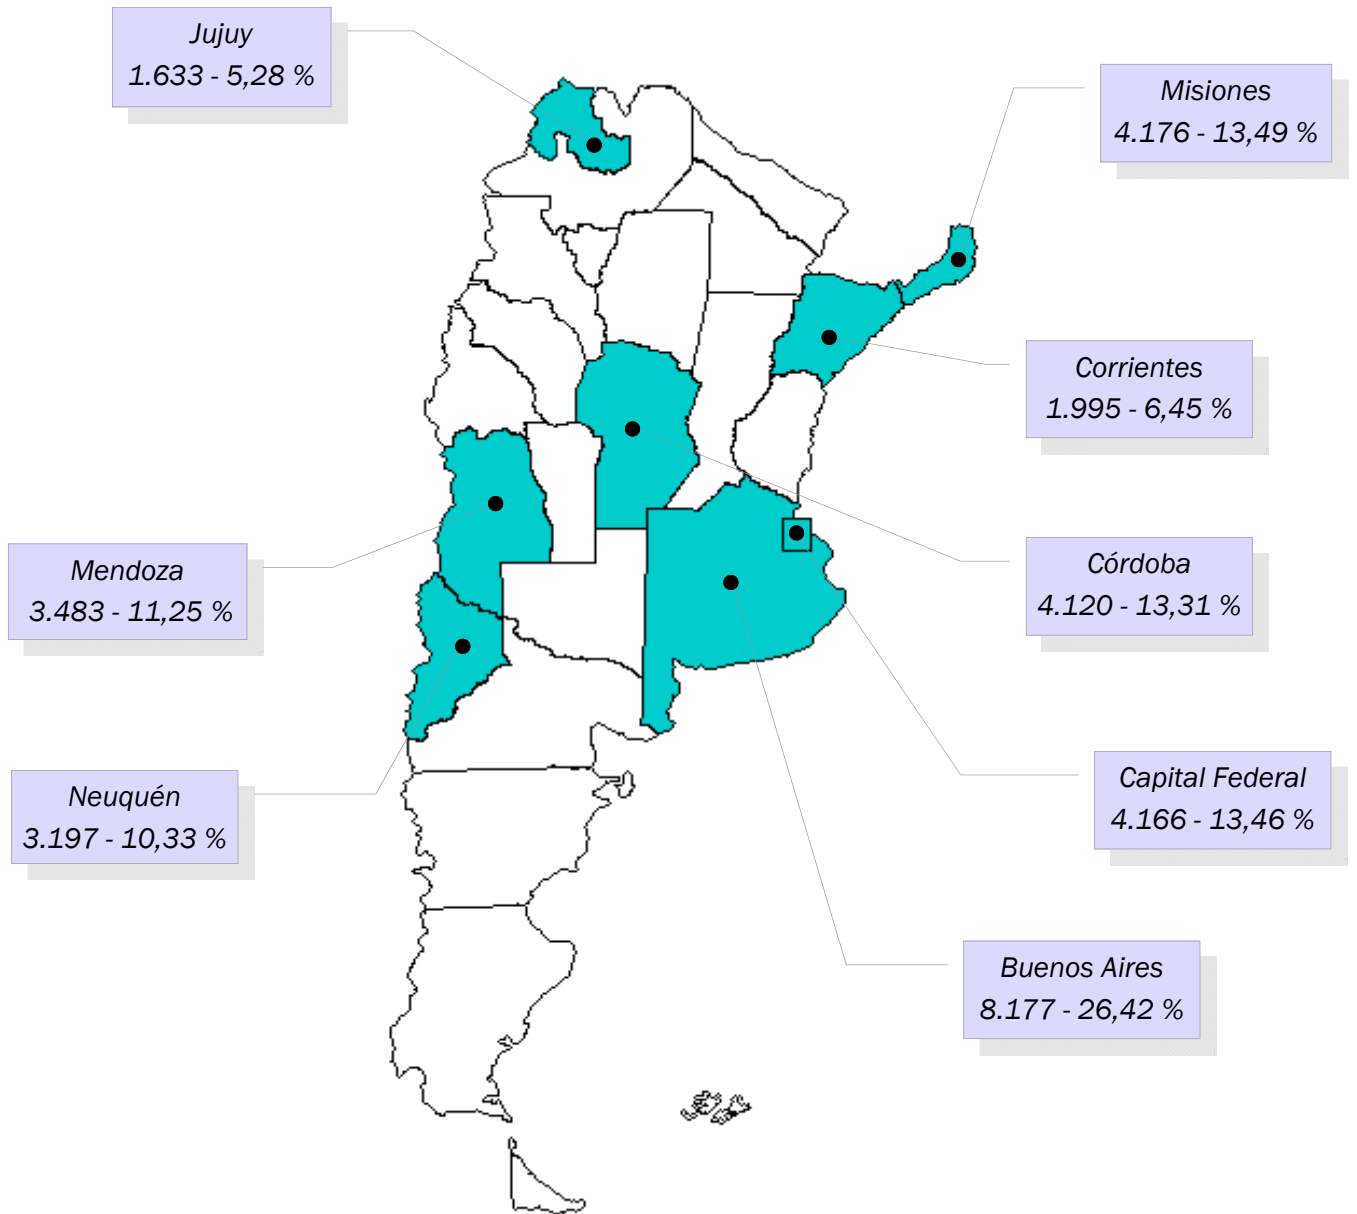 Jujuy
1.633 - 5,28 %
Misiones
4.176 - 13,49 %
Corrientes
1.995 - 6,45 %
Mendoza
3.483 - 11,25 %
Córdoba
4.120 - 13,31 %
Neuquén
3.197 - 10,33 %
Capital Federal
4.166 - 13,46 %
Buenos Aires
8.177 - 26,42 %